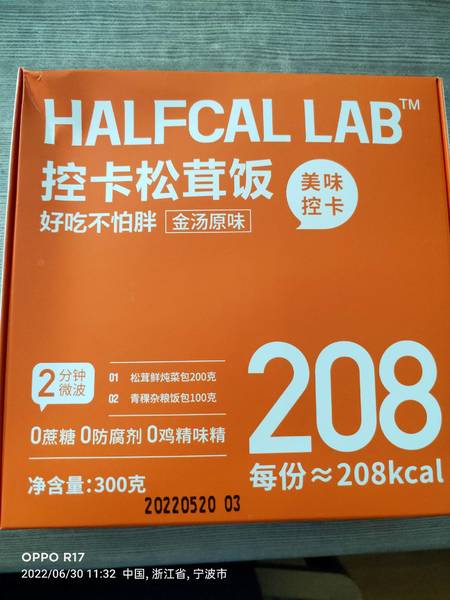 HALFCAL LAB™
控卡松茸饭
美味
控卡
好吃不怕胖 金汤原味
2分钟
微波
01 松茸鲜炖菜包200克
02 青稞杂粮饭包100克
0蔗糖 0防腐剂 0鸡精味精
208
每份≈208kcal
净含量:300克
20220520 03
OPPO R17
2022/06/30 11:32 中国, 浙江省, 宁波市